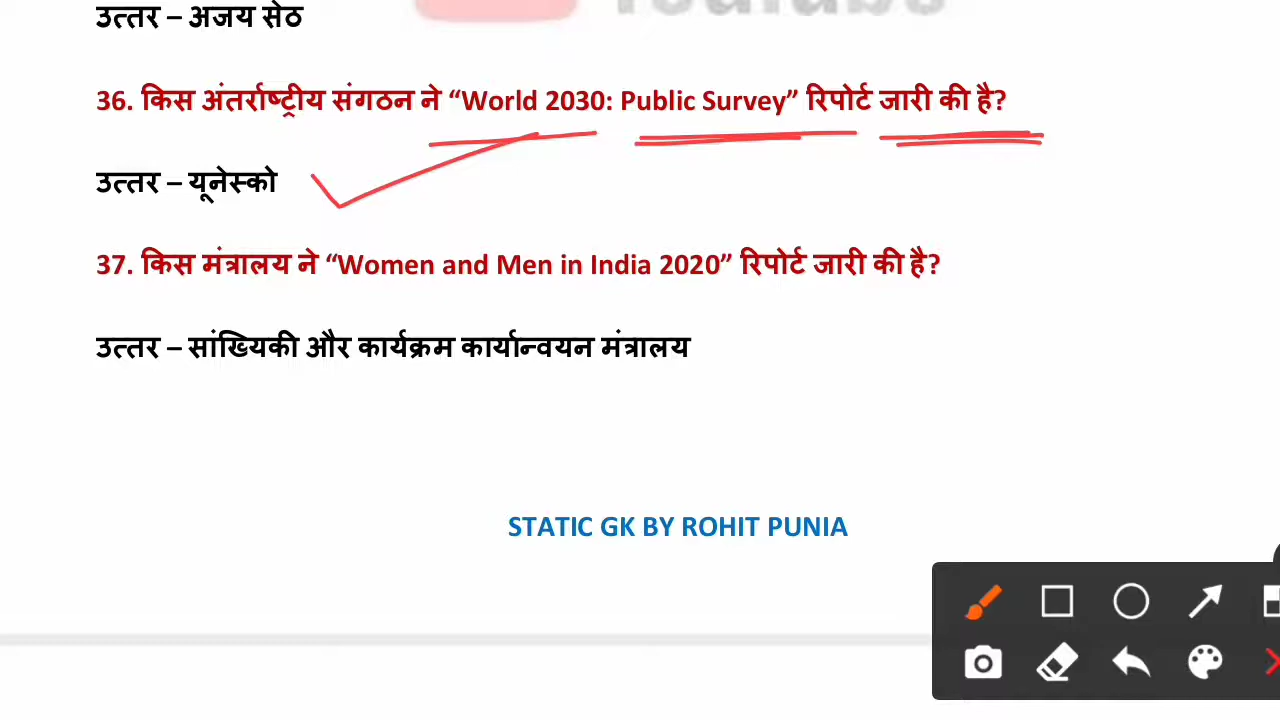 उत्तर – अजय सेठ
36. किस अंतर्राष्ट्रीय संगठन ने “World 2030: Public Survey” रिपोर्ट जारी की है?
उत्तर – यूनेस्को
37. किस मंत्रालय ने “Women and Men in India 2020” रिपोर्ट जारी की है?
उत्तर – सांख्यिकी और कार्यक्रम कार्यान्वयन मंत्रालय
STATIC GK BY ROHIT PUNIA